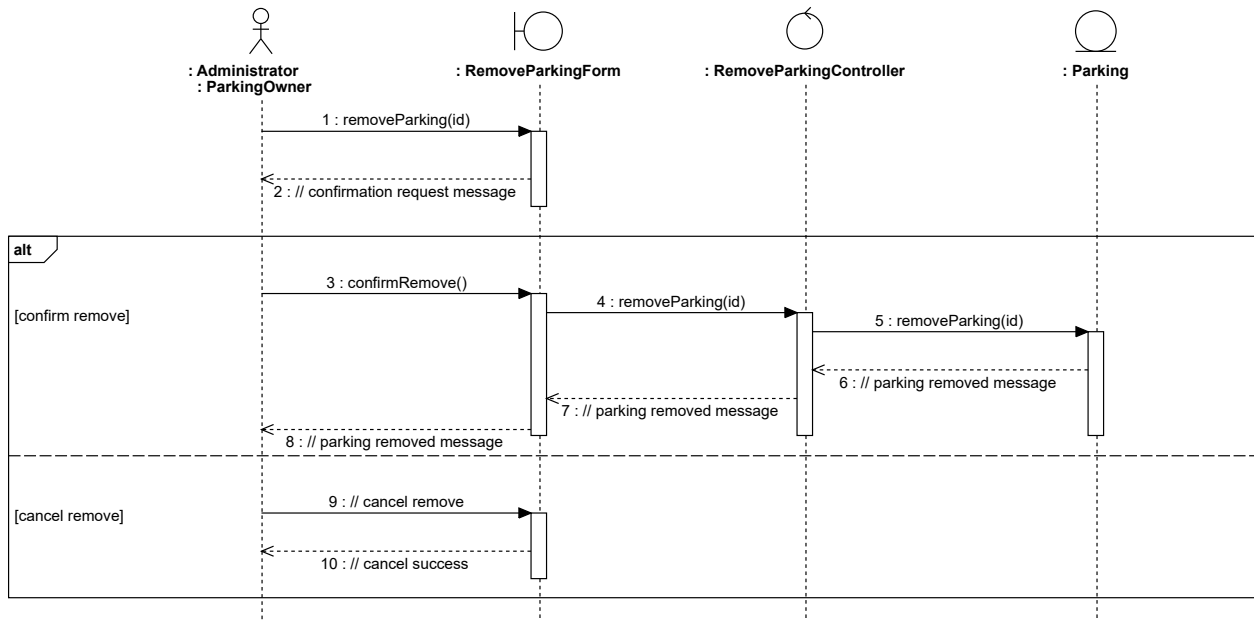 : Administrator
: ParkingOwner
: RemoveParkingForm
: RemoveParkingController
: Parking
1 : removeParking(id)
2 : // confirmation request message
alt
3 : confirmRemove()
[confirm remove]
4 : removeParking(id)
5 : removeParking(id)
6 : // parking removed message
7 : // parking removed message
8 : // parking removed message
9 : // cancel remove
[cancel remove]
10 : // cancel success